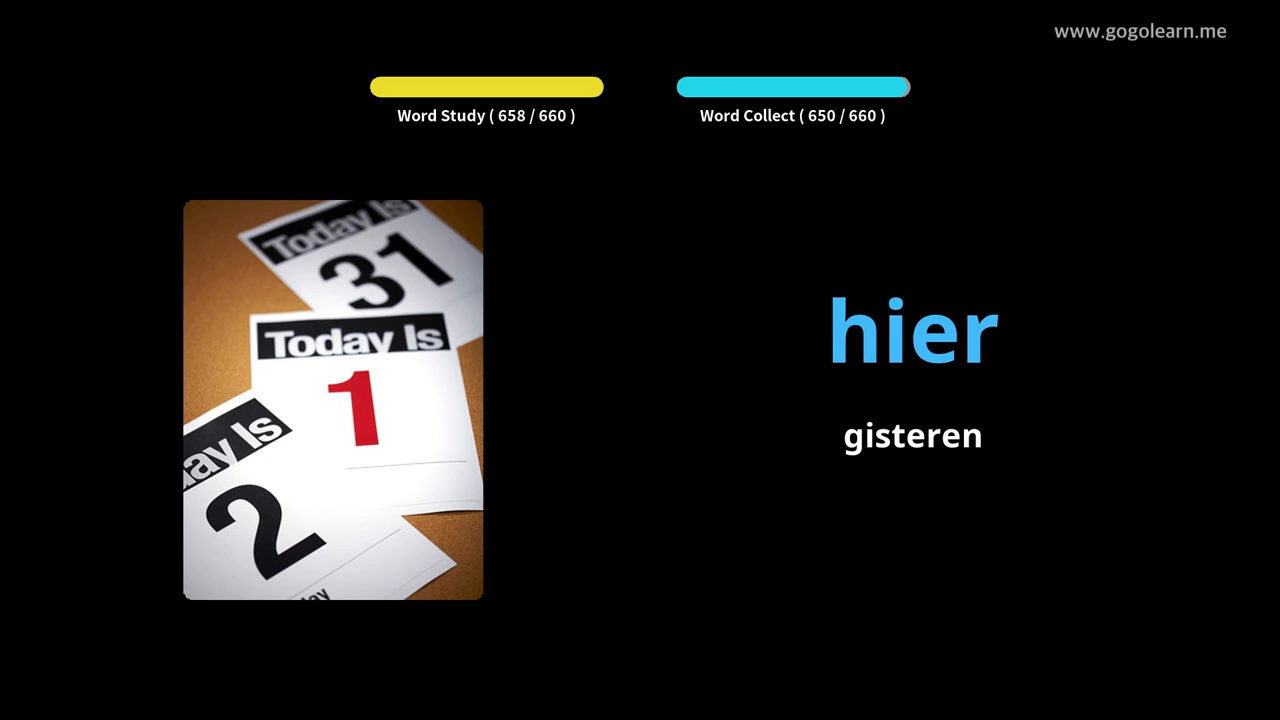 www.gogolearn.me
Word Study ( 658 / 660 )
Word Collect ( 650 / 660 )
Today Is
31
Today Is
1
day Is
2
hier
gisteren